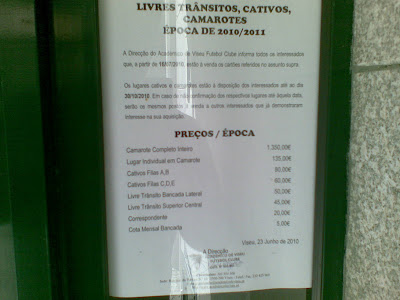 LIVRES TRÂNSITOS, CATIVOS,
CAMAROTES
ÉPOCA DE 2010/2011
A Direcção do Académico de Viseu Futebol Clube informa todos os interessados
que, a partir de 15/07/2010, estão à venda os cartões referidos no assunto supra.
Os lugares cativos e camarotes estão à disposição dos interessados até ao dia
30/10/2010. Em caso de não confirmação dos respectivos lugares até àquela data,
serão os mesmos postos à venda a outros interessados que já demonstraram
interesse na sua aquisição.
PREÇOS / ÉPOCA
Camarote Completo Inteiro 1.350,00€
Lugar Individual em Camarote 135,00€
Cativos Filas A,B 80,00€
Cativos Filas C,D,E 60,00€
Livre Trânsito Bancada Lateral 50,00€
Livre Trânsito Superior Central 40,00€
Correspondente 20,00€
Cota Mensal Bancada 5,00€
Viseu, 23 Junho de 2010
A Direcção